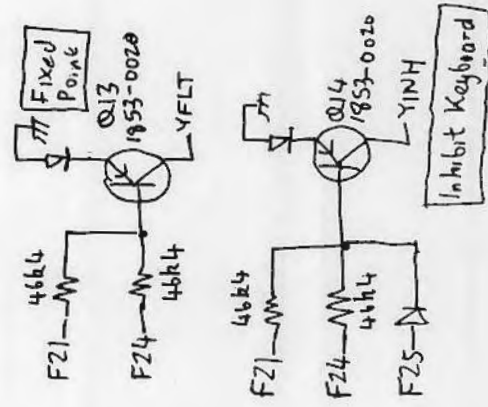 Fixed
Point
Q13
1853-0020
YFLT
46k4
F21
F24
46k4
Q14
1853-0020
YINH
46k4
F21
F24
46k4
F25
Inhibit Keyboard